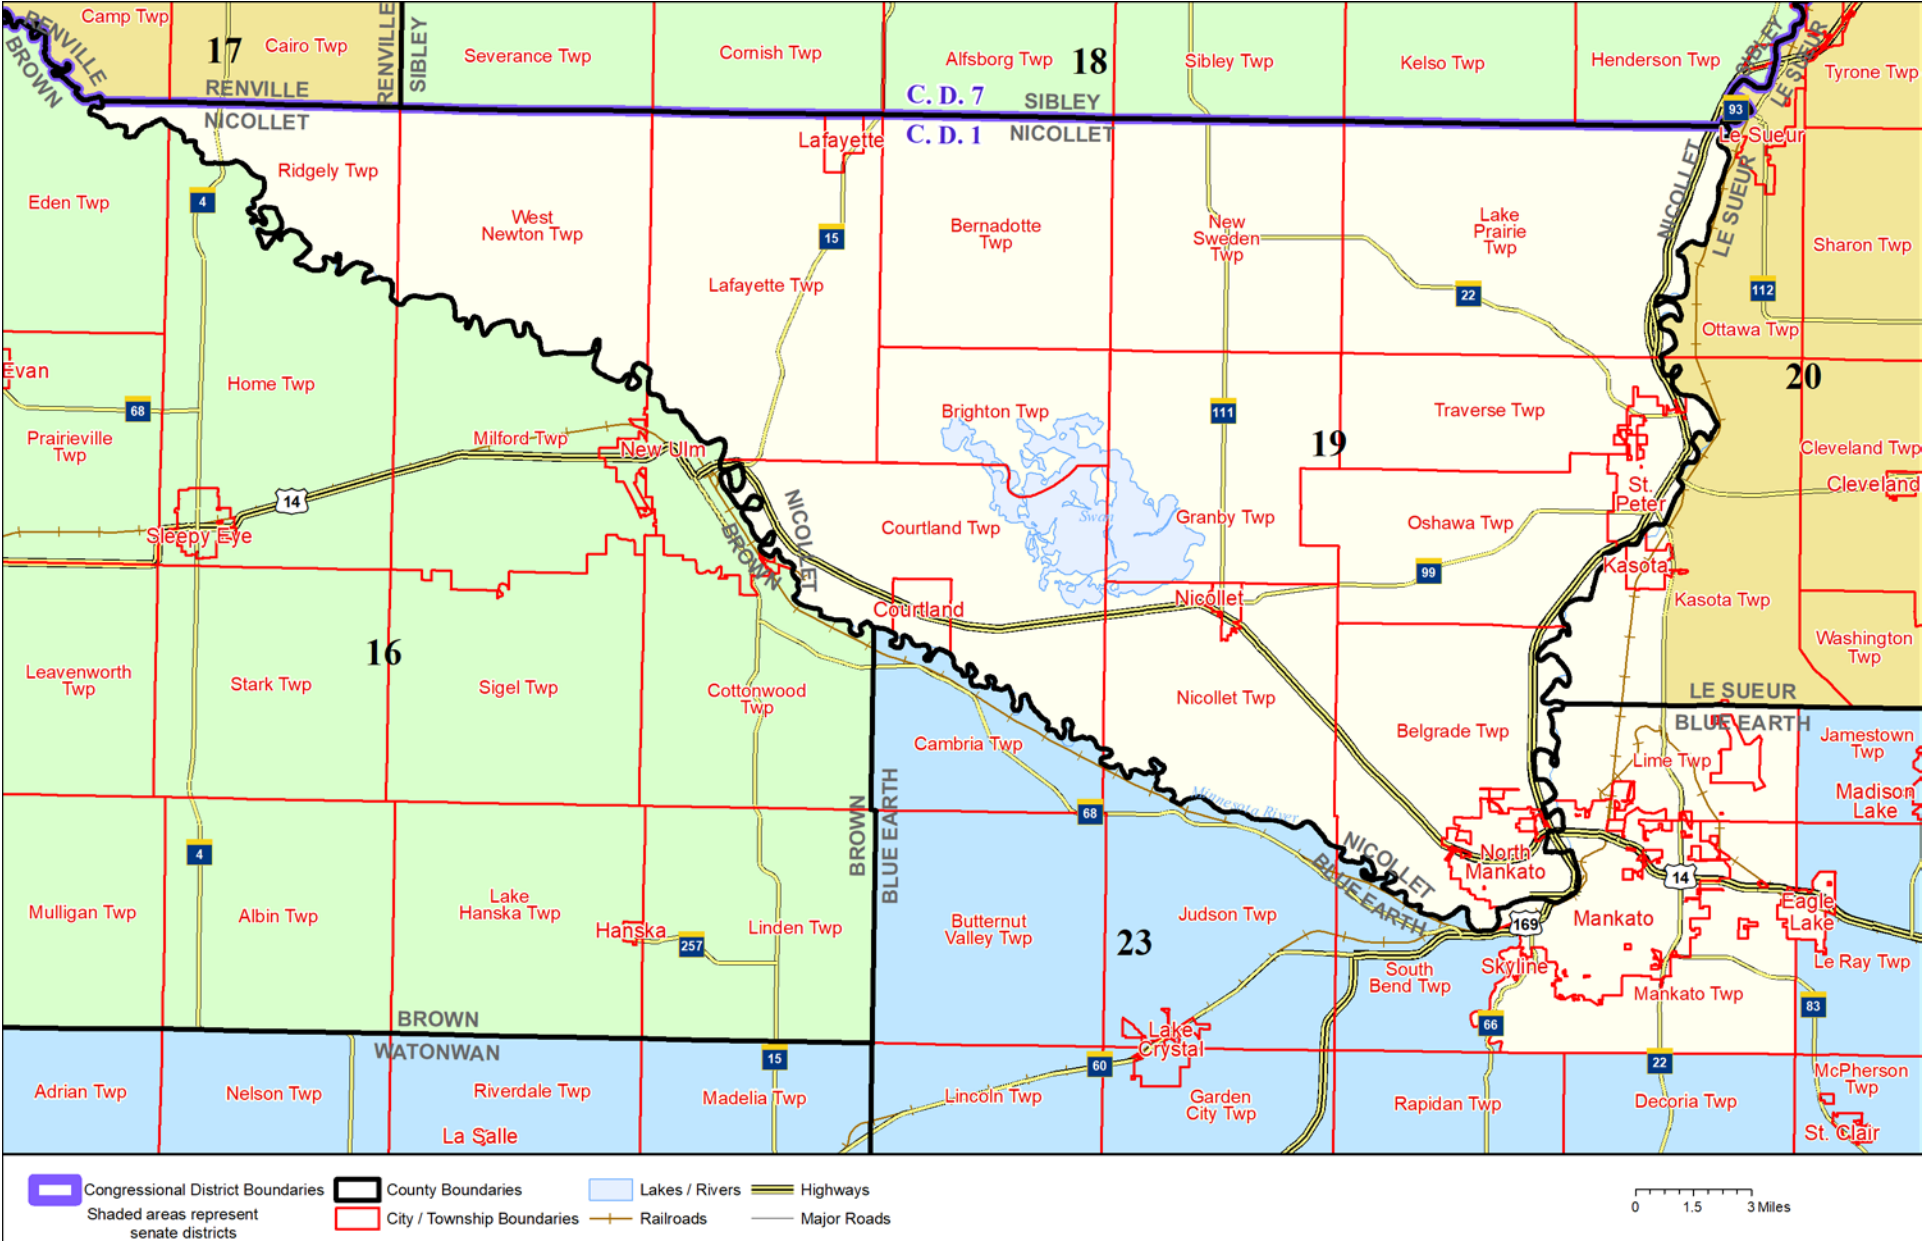 Camp Twp
17
Cairo Twp
RENVILLE
SIBLEY
Severance Twp
Cornish Twp
Alfsborg Twp
18
Sibley Twp
Kelso Twp
Henderson Twp
SIBLEY
LE SUEUR
Tyrone Twp
RENVILLE
BROWN
RENVILLE
NICOLLET
C. D. 7
SIBLEY
C. D. 1
NICOLLET
93
Le Sueur
Lafayette
Ridgely Twp
Eden Twp
4
West
Newton Twp
15
Bernadotte
Twp
New
Sweden
Twp
Lake
Prairie
Twp
NICOLLET
LE SUEUR
Sharon Twp
Lafayette Twp
22
112
Ottawa Twp
Evan
Home Twp
20
68
Brighton Twp
111
Traverse Twp
Prairieville
Twp
Milford Twp
New Ulm
19
Cleveland Twp
Cleveland
14
St.
Peter
Sleepy Eye
NICOLLET
BROWN
Courtland Twp
Swan
Granby Twp
Oshawa Twp
99
Kasota
Courtland
Nicollet
Kasota Twp
16
Washington
Twp
Leavenworth
Twp
Stark Twp
Sigel Twp
Cottonwood
Twp
Nicollet Twp
LE SUEUR
BLUE EARTH
Belgrade Twp
Cambria Twp
Jamestown
Twp
Lime Twp
Madison
Lake
BROWN
BLUE EARTH
68
Minnesota River
4
NICOLLET
BLUE EARTH
North
Mankato
14
Mulligan Twp
Albin Twp
Lake
Hanska Twp
Hanska
257
Linden Twp
Butternut
Valley Twp
23
Judson Twp
169
Mankato
Eagle
Lake
Le Ray Twp
South
Bend Twp
Skyline
Mankato Twp
83
66
BROWN
WATONWAN
15
Lake
Crystal
60
22
Adrian Twp
Nelson Twp
Riverdale Twp
Madelia Twp
Lincoln Twp
Garden
City Twp
Rapidan Twp
Decoria Twp
McPherson
Twp
La Salle
St. Clair
Congressional District Boundaries
County Boundaries
Lakes / Rivers
Highways
Shaded areas represent
senate districts
City / Township Boundaries
Railroads
Major Roads
0 1.5 3 Miles